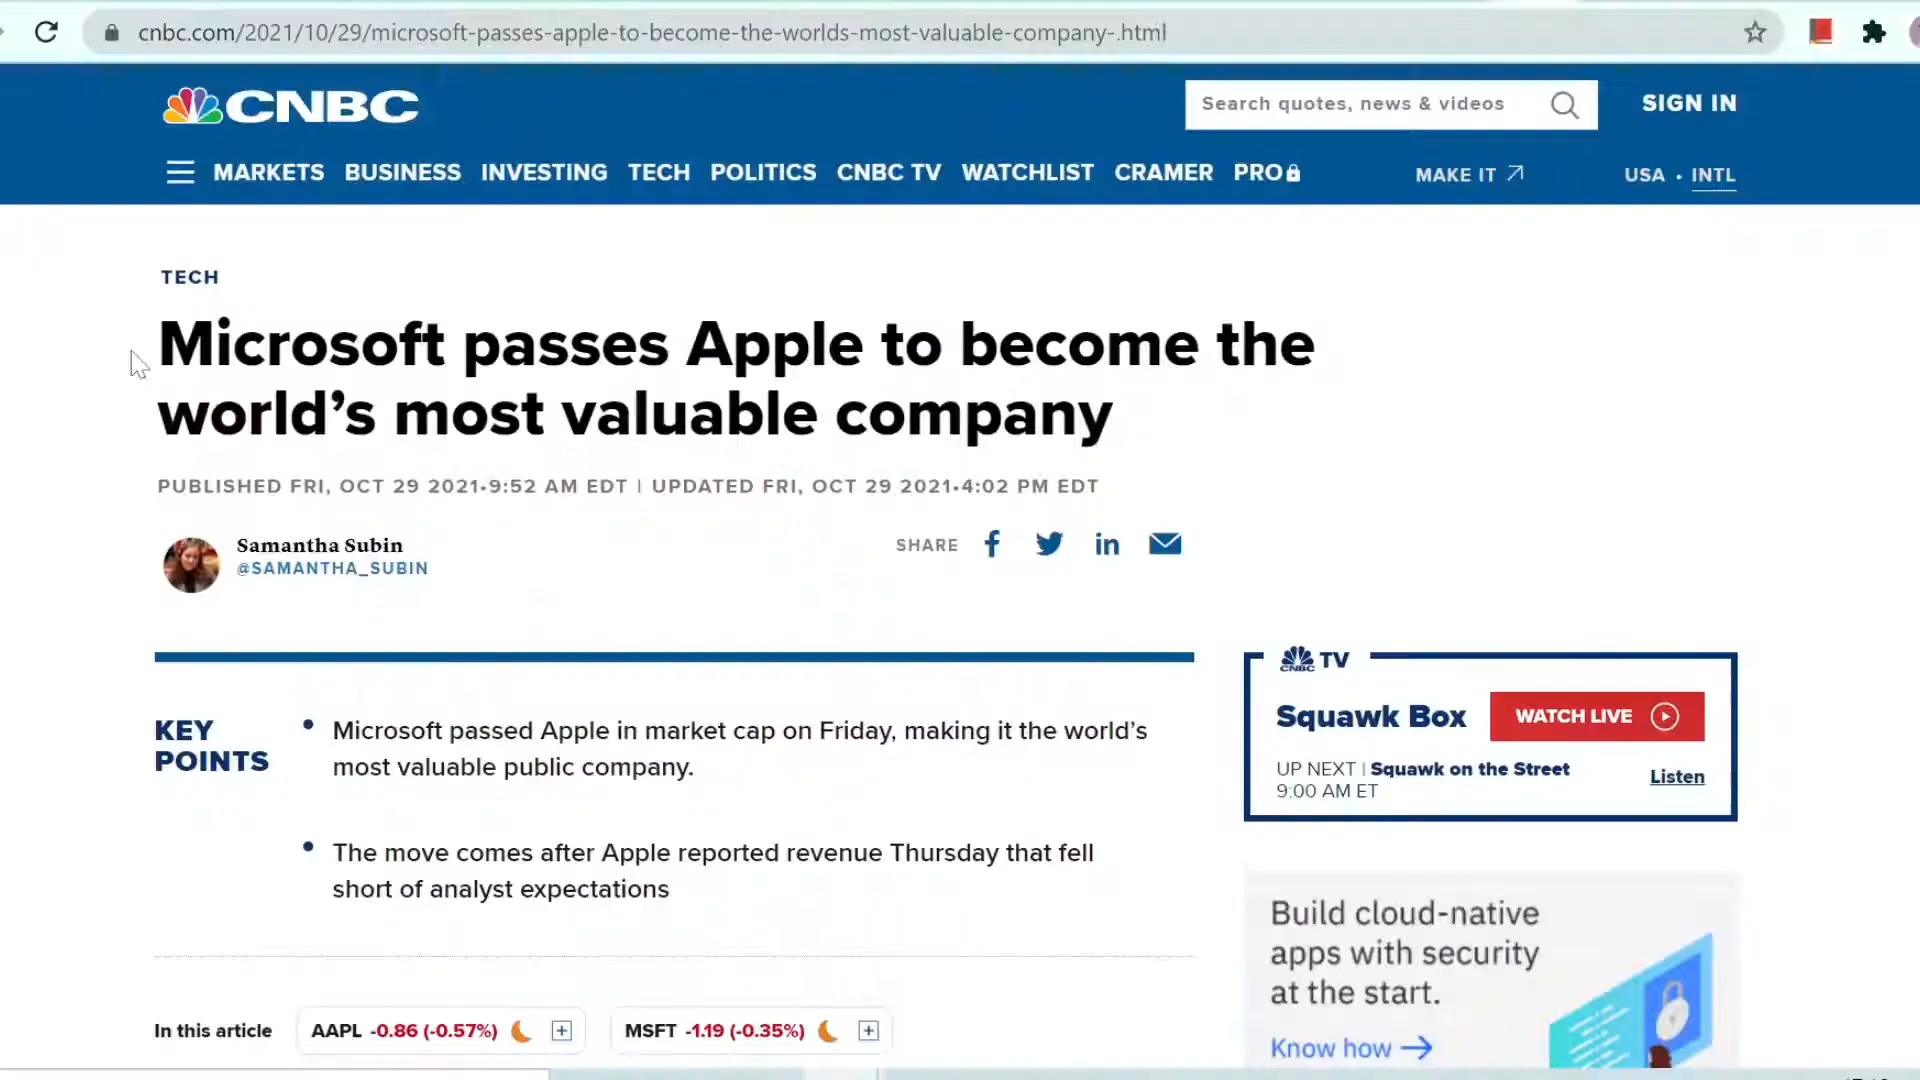 cnbc.com/2021/10/29/microsoft-passes-apple-to-become-the-worlds-most-valuable-company-.html
CNBC
Search quotes, news & videos
SIGN IN
MARKETS BUSINESS INVESTING TECH POLITICS CNBC TV WATCHLIST CRAMER PRO
MAKE IT
USA • INTL
TECH
Microsoft passes Apple to become the
world’s most valuable company
PUBLISHED FRI, OCT 29 2021•9:52 AM EDT | UPDATED FRI, OCT 29 2021•4:02 PM EDT
Samantha Subin
@SAMANTHA_SUBIN
SHARE
KEY
POINTS
• Microsoft passed Apple in market cap on Friday, making it the world’s
most valuable public company.
• The move comes after Apple reported revenue Thursday that fell
short of analyst expectations
In this article
AAPL -0.86 (-0.57%)
MSFT -1.19 (-0.35%)
CNBC TV
Squawk Box
WATCH LIVE
UP NEXT | Squawk on the Street
9:00 AM ET
Listen
Build cloud-native
apps with security
at the start.
Know how →